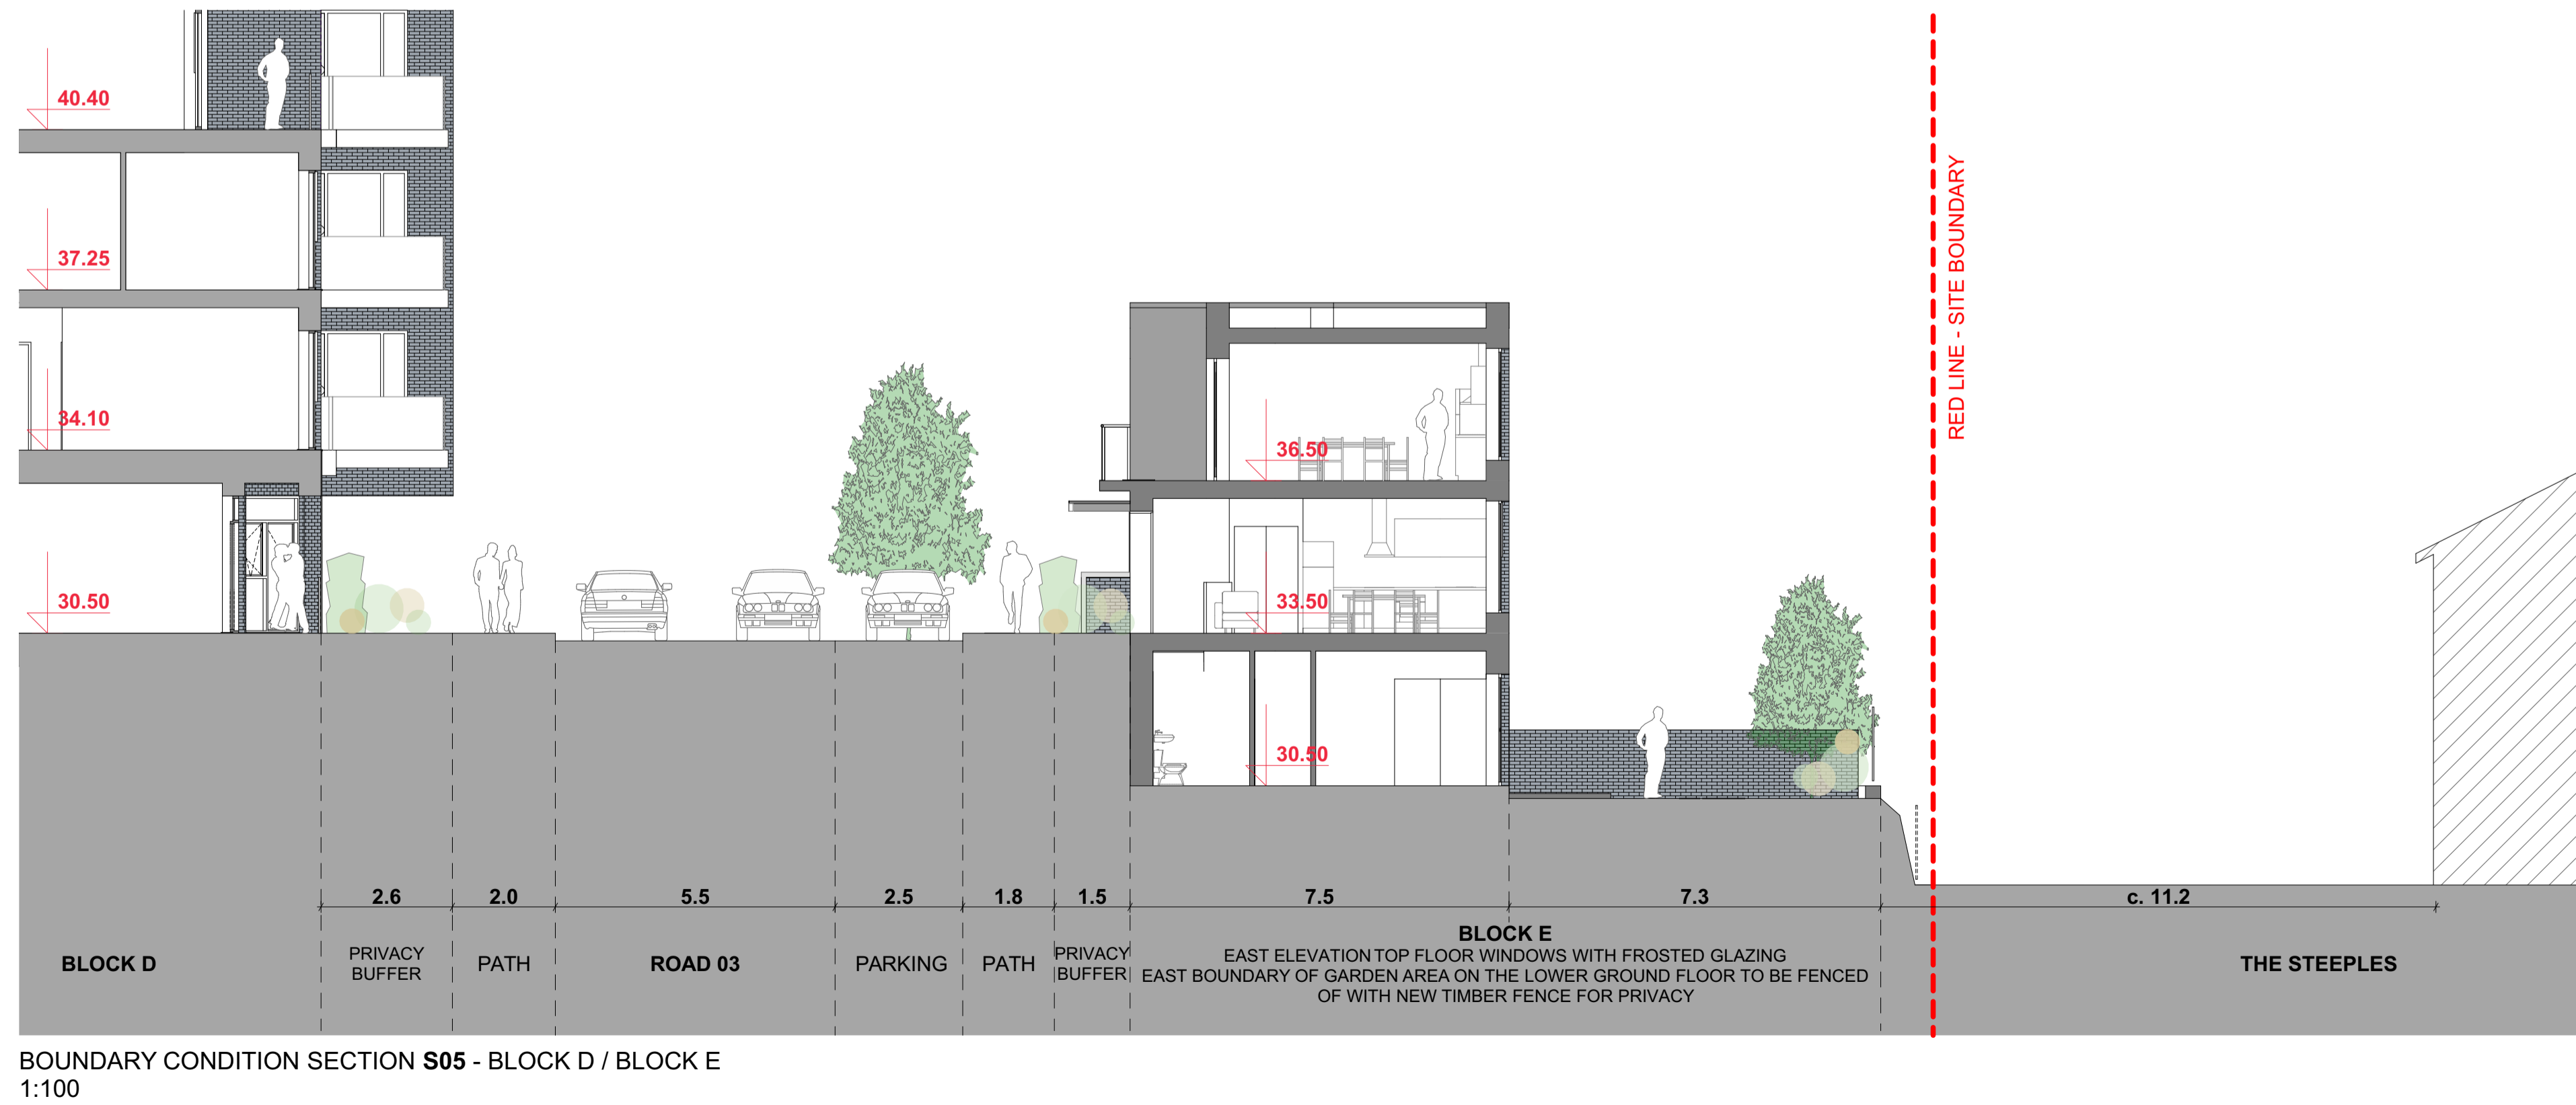 40.40
37.25
34.10
30.50
36.50
33.50
30.50
RED LINE - SITE BOUNDARY
2.6
2.0
5.5
2.5
1.8
1.5
7.5
7.3
c. 11.2
BLOCK D
PRIVACY
BUFFER
PATH
ROAD 03
PARKING
PATH
PRIVACY
BUFFER
BLOCK E
EAST ELEVATION TOP FLOOR WINDOWS WITH FROSTED GLAZING
EAST BOUNDARY OF GARDEN AREA ON THE LOWER GROUND FLOOR TO BE FENCED
OF WITH NEW TIMBER FENCE FOR PRIVACY
THE STEEPLES
BOUNDARY CONDITION SECTION S05 - BLOCK D / BLOCK E
1:100